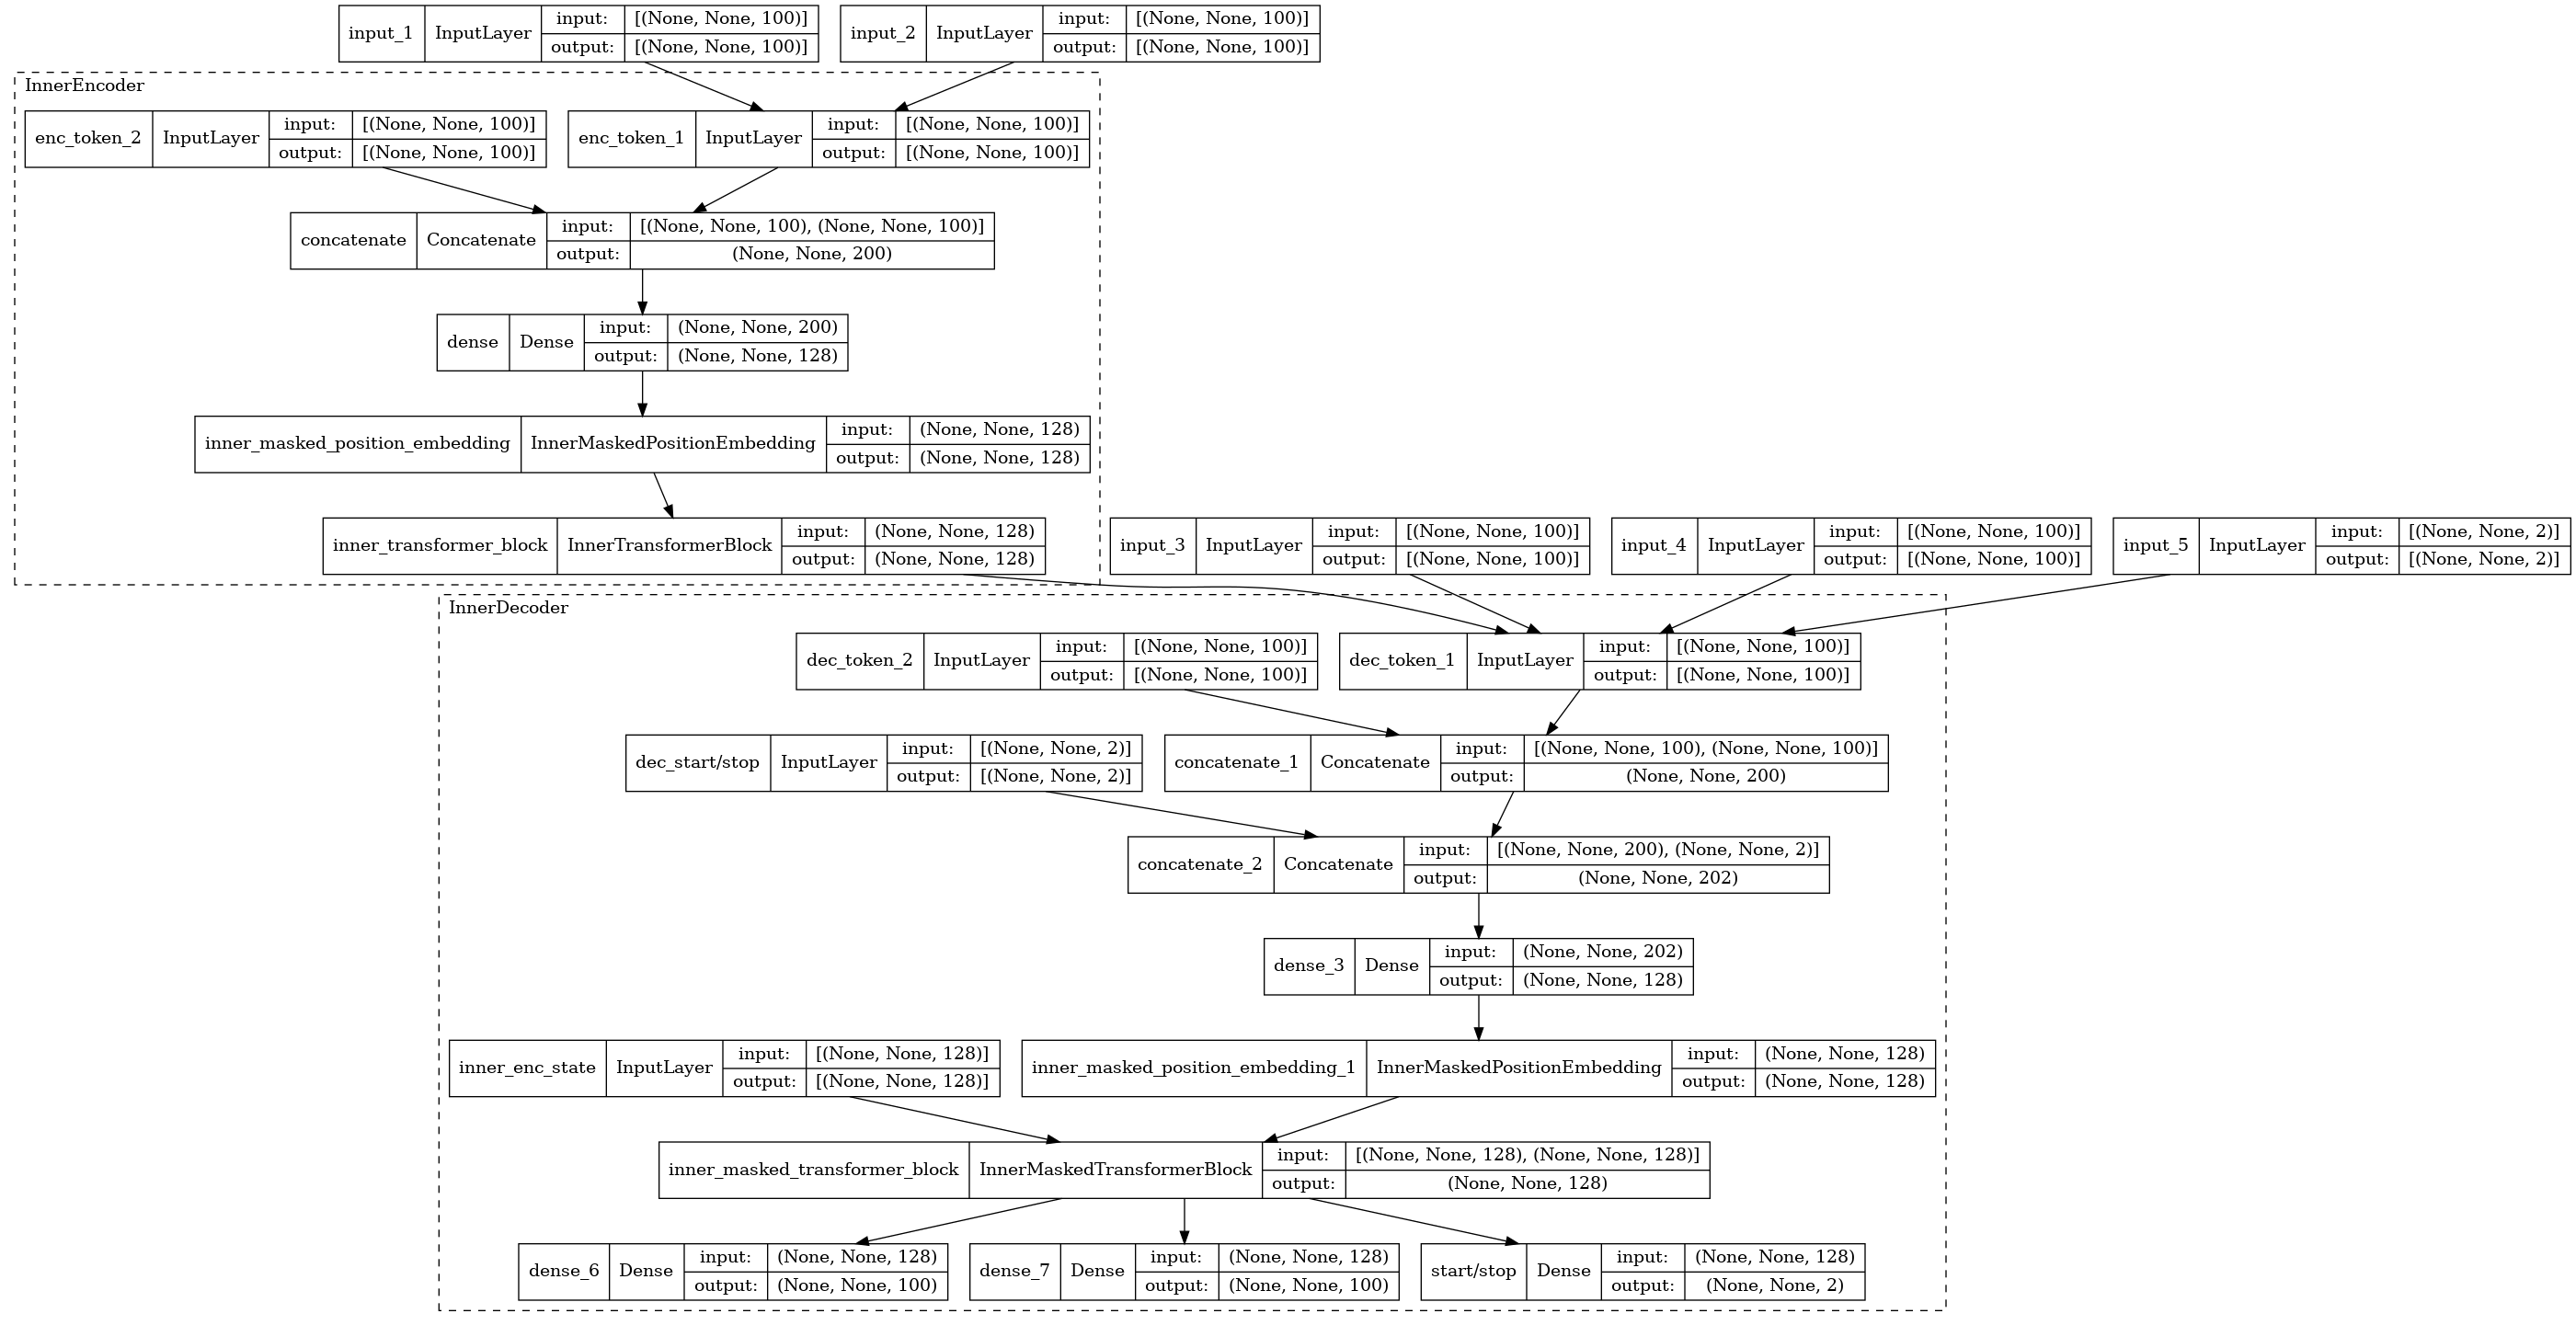 input_1 InputLayer input: [(None, None, 100)]
output: [(None, None, 100)]
input_2 InputLayer input: [(None, None, 100)]
output: [(None, None, 100)]
InnerEncoder
enc_token_2 InputLayer input: [(None, None, 100)]
output: [(None, None, 100)]
enc_token_1 InputLayer input: [(None, None, 100)]
output: [(None, None, 100)]
concatenate Concatenate input: [(None, None, 100), (None, None, 100)]
output: (None, None, 200)
dense Dense input: (None, None, 200)
output: (None, None, 128)
inner_masked_position_embedding InnerMaskedPositionEmbedding input: (None, None, 128)
output: (None, None, 128)
inner_transformer_block InnerTransformerBlock input: (None, None, 128)
output: (None, None, 128)
input_3 InputLayer input: [(None, None, 100)]
output: [(None, None, 100)]
input_4 InputLayer input: [(None, None, 100)]
output: [(None, None, 100)]
input_5 InputLayer input: [(None, None, 2)]
output: [(None, None, 2)]
InnerDecoder
dec_token_2 InputLayer input: [(None, None, 100)]
output: [(None, None, 100)]
dec_token_1 InputLayer input: [(None, None, 100)]
output: [(None, None, 100)]
dec_start/stop InputLayer input: [(None, None, 2)]
output: [(None, None, 2)]
concatenate_1 Concatenate input: [(None, None, 100), (None, None, 100)]
output: (None, None, 200)
concatenate_2 Concatenate input: [(None, None, 200), (None, None, 2)]
output: (None, None, 202)
dense_3 Dense input: (None, None, 202)
output: (None, None, 128)
inner_enc_state InputLayer input: [(None, None, 128)]
output: [(None, None, 128)]
inner_masked_position_embedding_1 InnerMaskedPositionEmbedding input: (None, None, 128)
output: (None, None, 128)
inner_masked_transformer_block InnerMaskedTransformerBlock input: [(None, None, 128), (None, None, 128)]
output: (None, None, 128)
dense_6 Dense input: (None, None, 128)
output: (None, None, 100)
dense_7 Dense input: (None, None, 128)
output: (None, None, 100)
start/stop Dense input: (None, None, 128)
output: (None, None, 2)